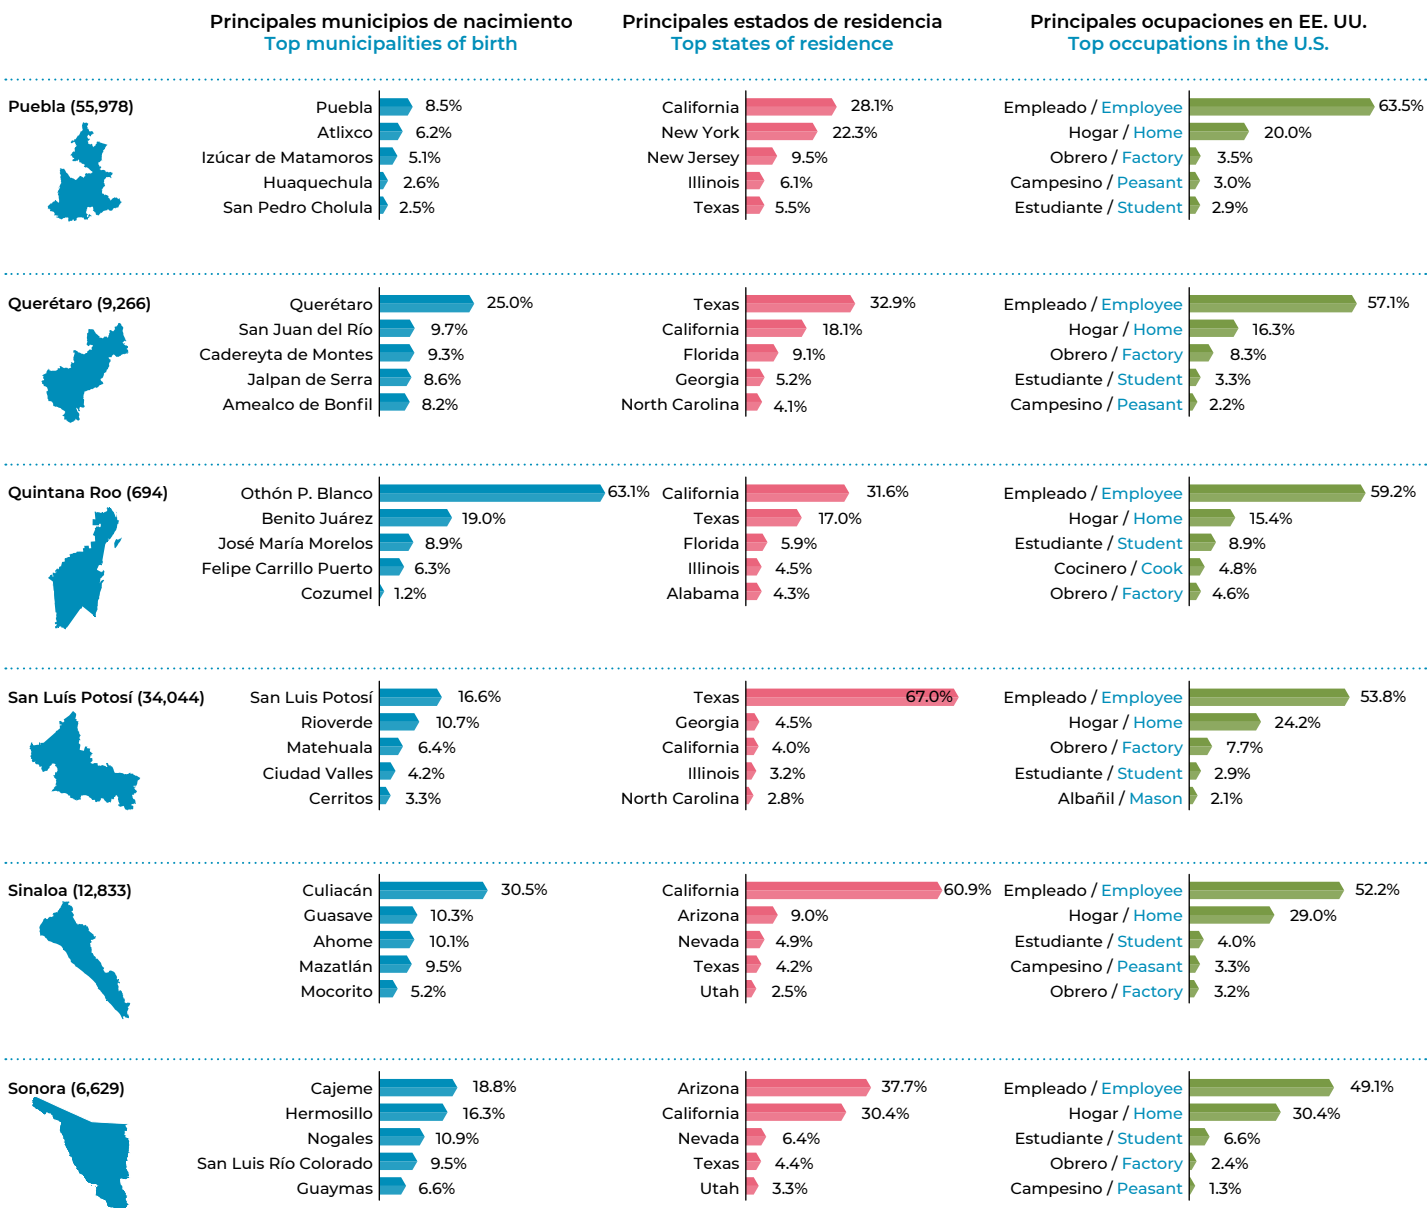 Principales municipios de nacimiento
Top municipalities of birth
Principales estados de residencia
Top states of residence
Principales ocupaciones en EE. UU.
Top occupations in the U.S.
Puebla (55,978)
Puebla 8.5%
Atlixco 6.2%
Izúcar de Matamoros 5.1%
Huaquechula 2.6%
San Pedro Cholula 2.5%
California 28.1%
New York 22.3%
New Jersey 9.5%
Illinois 6.1%
Texas 5.5%
Empleado / Employee 63.5%
Hogar / Home 20.0%
Obrero / Factory 3.5%
Campesino / Peasant 3.0%
Estudiante / Student 2.9%
Querétaro (9,266)
Querétaro 25.0%
San Juan del Río 9.7%
Cadereyta de Montes 9.3%
Jalpan de Serra 8.6%
Amealco de Bonfil 8.2%
Texas 32.9%
California 18.1%
Florida 9.1%
Georgia 5.2%
North Carolina 4.1%
Empleado / Employee 57.1%
Hogar / Home 16.3%
Obrero / Factory 8.3%
Estudiante / Student 3.3%
Campesino / Peasant 2.2%
Quintana Roo (694)
Othón P. Blanco 63.1%
Benito Juárez 19.0%
José María Morelos 8.9%
Felipe Carrillo Puerto 6.3%
Cozumel 1.2%
California 31.6%
Texas 17.0%
Florida 5.9%
Illinois 4.5%
Alabama 4.3%
Empleado / Employee 59.2%
Hogar / Home 15.4%
Estudiante / Student 8.9%
Cocinero / Cook 4.8%
Obrero / Factory 4.6%
San Luís Potosí (34,044)
San Luis Potosí 16.6%
Rioverde 10.7%
Matehuala 6.4%
Ciudad Valles 4.2%
Cerritos 3.3%
Texas 67.0%
Georgia 4.5%
California 4.0%
Illinois 3.2%
North Carolina 2.8%
Empleado / Employee 53.8%
Hogar / Home 24.2%
Obrero / Factory 7.7%
Estudiante / Student 2.9%
Albañil / Mason 2.1%
Sinaloa (12,833)
Culiacán 30.5%
Guasave 10.3%
Ahome 10.1%
Mazatlán 9.5%
Mocorito 5.2%
California 60.9%
Arizona 9.0%
Nevada 4.9%
Texas 4.2%
Utah 2.5%
Empleado / Employee 52.2%
Hogar / Home 29.0%
Estudiante / Student 4.0%
Campesino / Peasant 3.3%
Obrero / Factory 3.2%
Sonora (6,629)
Cajeme 18.8%
Hermosillo 16.3%
Nogales 10.9%
San Luis Río Colorado 9.5%
Guaymas 6.6%
Arizona 37.7%
California 30.4%
Nevada 6.4%
Texas 4.4%
Utah 3.3%
Empleado / Employee 49.1%
Hogar / Home 30.4%
Estudiante / Student 6.6%
Obrero / Factory 2.4%
Campesino / Peasant 1.3%